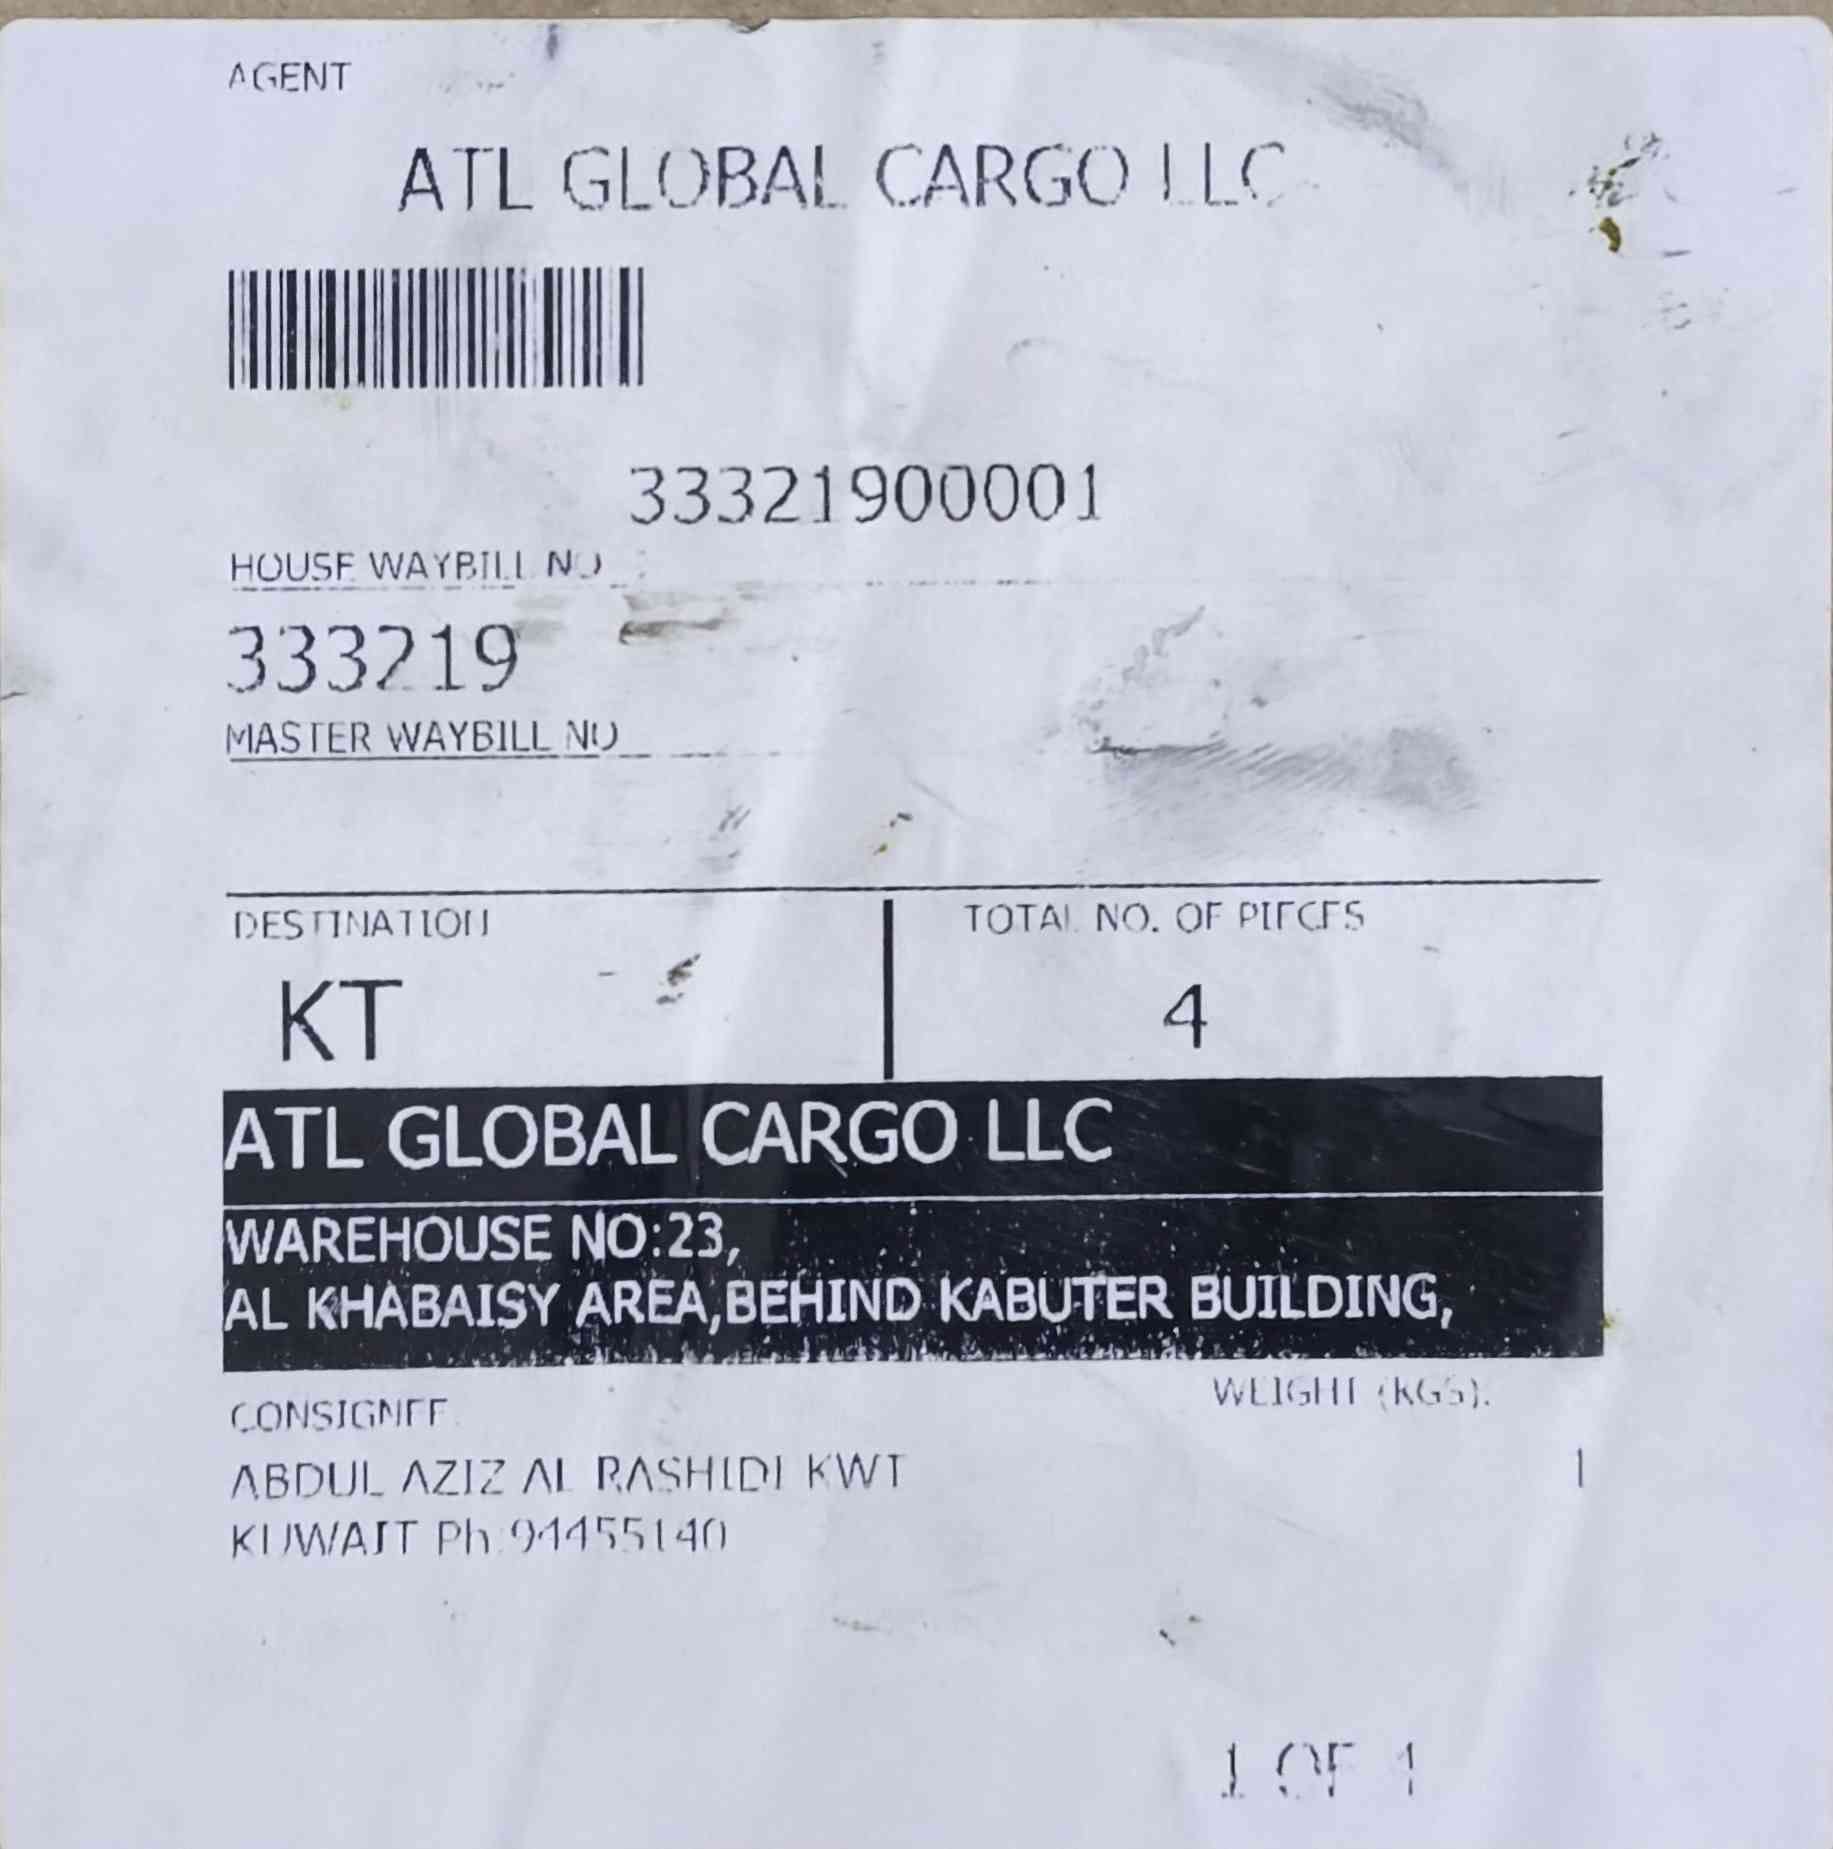 AGENT
ATL GLOBAL CARGO LLC
33321900001
HOUSE WAYBILL NO
333219
MASTER WAYBILL NO
DESTINATION
TOTAL NO. OF PIECES
KT
4
ATL GLOBAL CARGO LLC
WAREHOUSE NO:23,
AL KHABAISY AREA,BEHIND KABUTER BUILDING,
WEIGHT (KGS).
CONSIGNEE
ABDUL AZIZ AL RASHIDI KWT
KUWAIT Ph:94455140
1 OF